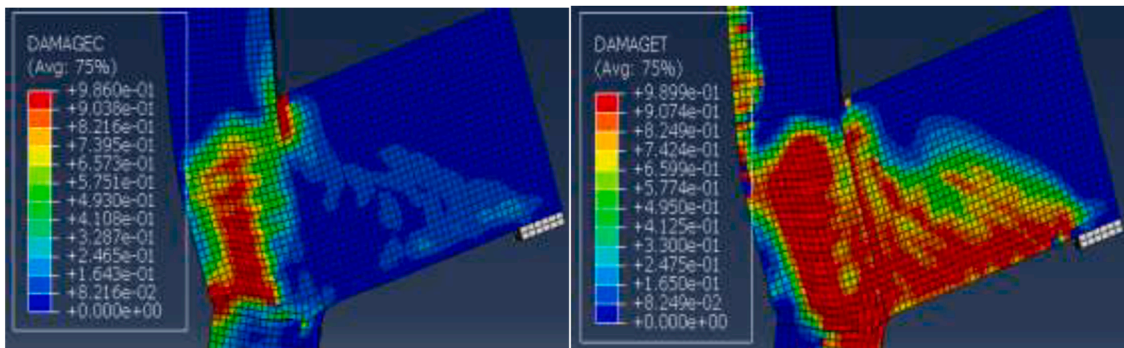 DAMAGEC
(Avg: 75%)
+9.860e-01
+9.038e-01
+8.216e-01
+7.395e-01
+6.573e-01
+5.751e-01
+4.930e-01
+4.108e-01
+3.287e-01
+2.465e-01
+1.643e-01
+8.216e-02
+0.000e+00
DAMAGET
(Avg: 75%)
+9.899e-01
+9.074e-01
+8.249e-01
+7.424e-01
+6.599e-01
+5.774e-01
+4.950e-01
+4.125e-01
+3.300e-01
+2.475e-01
+1.650e-01
+8.249e-02
+0.000e+00